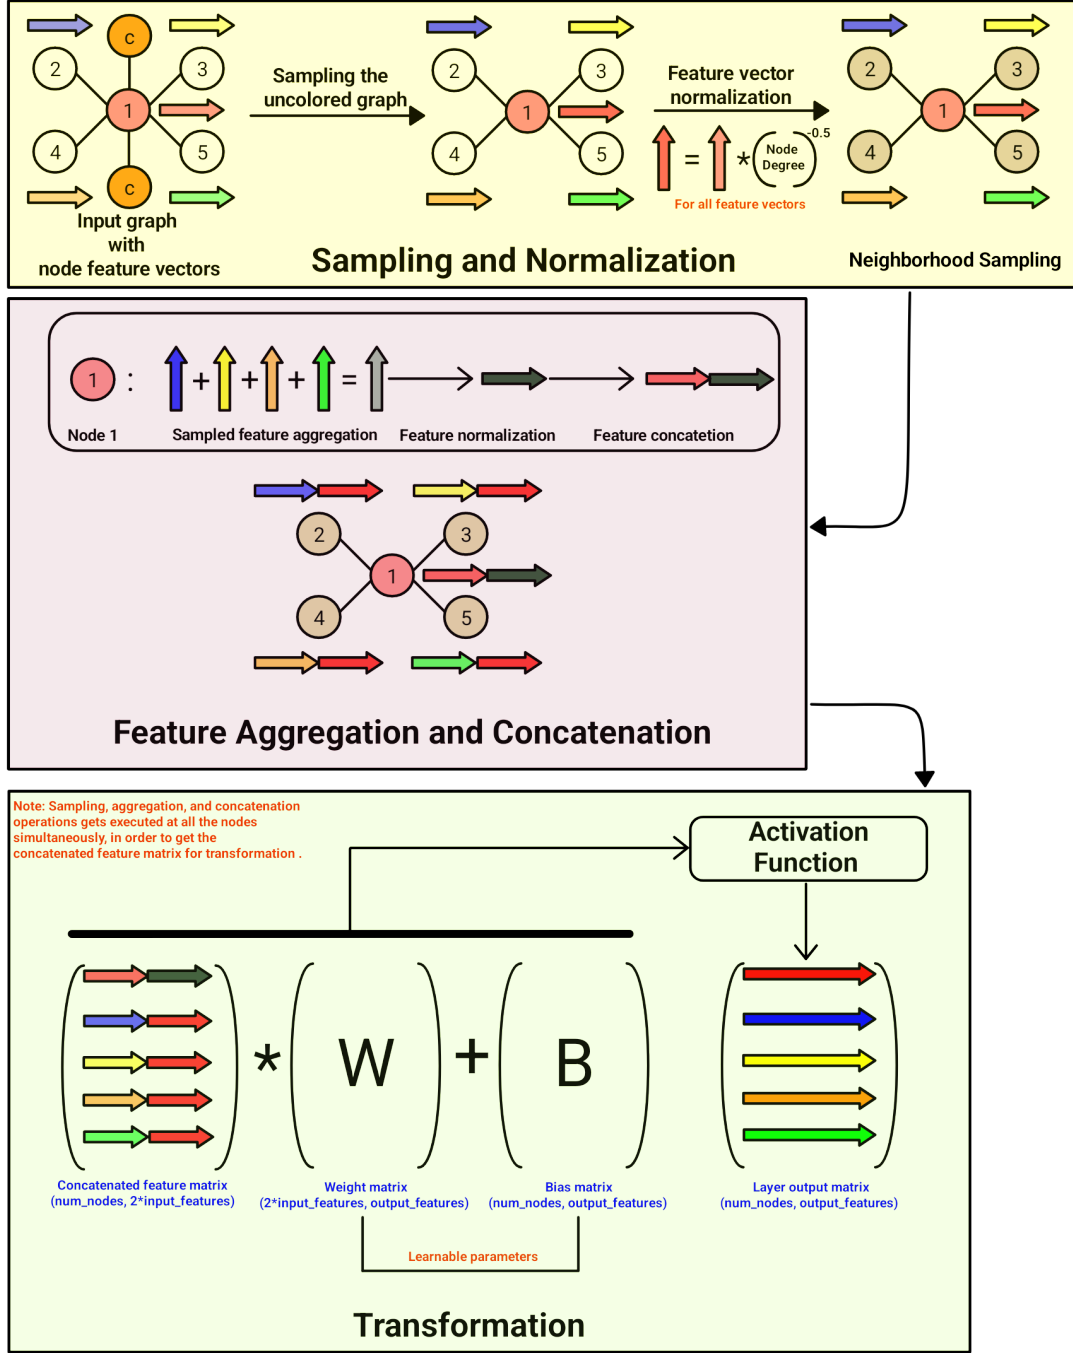 c
2
3
1
4
5
c
Input graph
with
node feature vectors
Sampling the
uncolored graph
2
3
1
4
5
Feature vector
normalization
= * ( Node Degree ) -0.5
For all feature vectors
2
3
1
4
5
Sampling and Normalization
Neighborhood Sampling
1 : + + + =
Node 1
Sampled feature aggregation
Feature normalization
Feature concatetion
2
3
1
4
5
Feature Aggregation and Concatenation
Note: Sampling, aggregation, and concatenation
operations gets executed at all the nodes
simultaneously, in order to get the
concatenated feature matrix for transformation .
Activation
Function
* W + B
Concatenated feature matrix
(num_nodes, 2*input_features)
Weight matrix
(2*input_features, output_features)
Bias matrix
(num_nodes, output_features)
Layer output matrix
(num_nodes, output_features)
Learnable parameters
Transformation